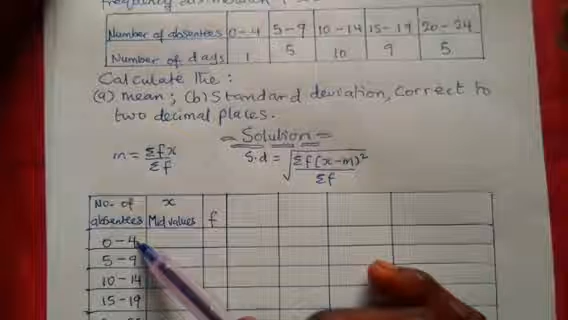 Number of absentees 0-4 5-9 10-14 15-19 20-24
Number of days 1 5 10 9 5
Calculate the:
(a) mean; (b) Standard deviation, correct to
two decimal places.
Solution
m = Σfx / Σf S.d = √(Σf(x-m)² / Σf)
No. of absentees x Mid values f
0-4
5-9
10-14
15-19